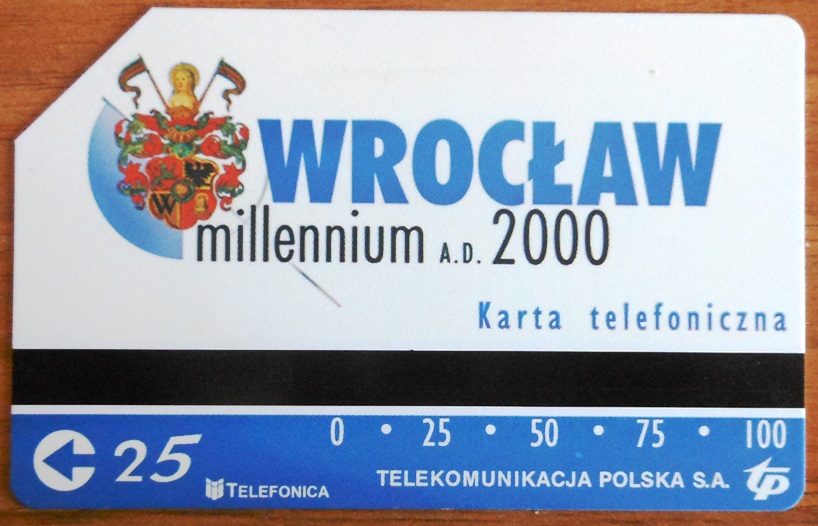 W
WROCŁAW
millennium A.D. 2000
Karta telefoniczna
0 • 25 • 50 • 75 • 100
25
TELEFONICA
TELEKOMUNIKACJA POLSKA S.A. tp